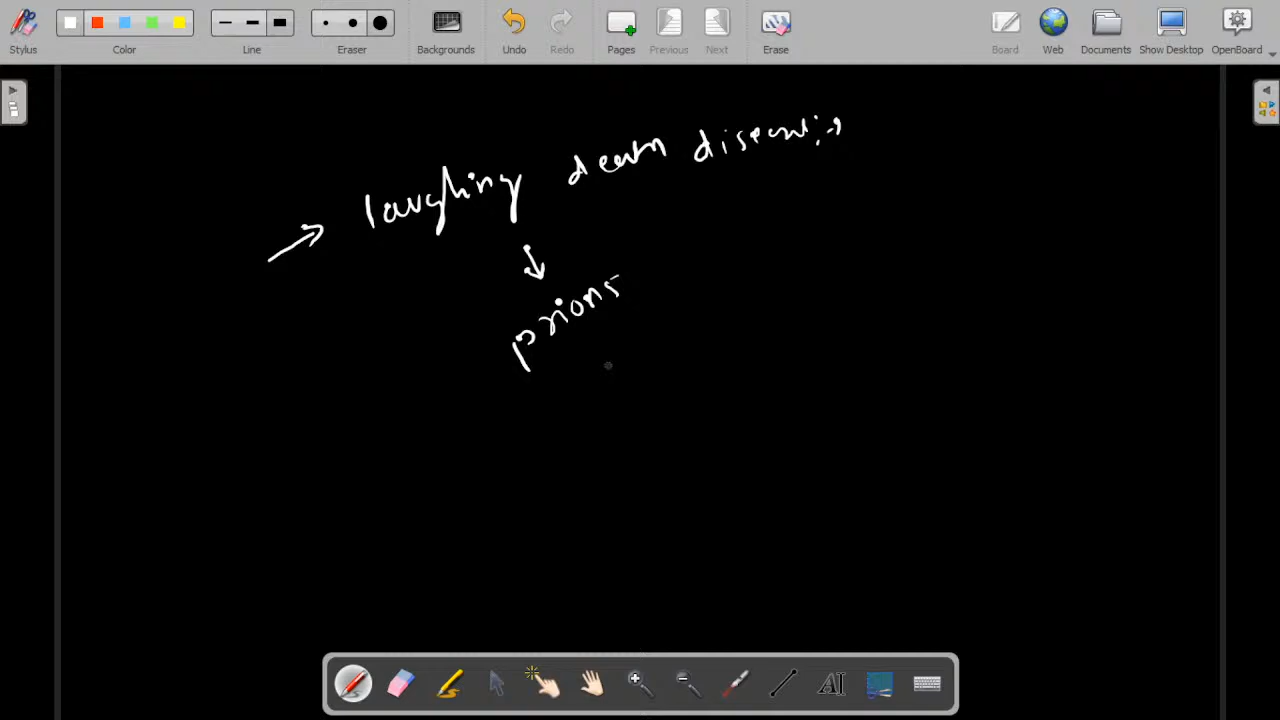 Stylus
Color
Line
Eraser
Backgrounds
Undo
Redo
Pages
Previous
Next
Erase
Board
Web
Documents
Show Desktop
OpenBoard
→ laughing death disease :→
↓
prions
AI